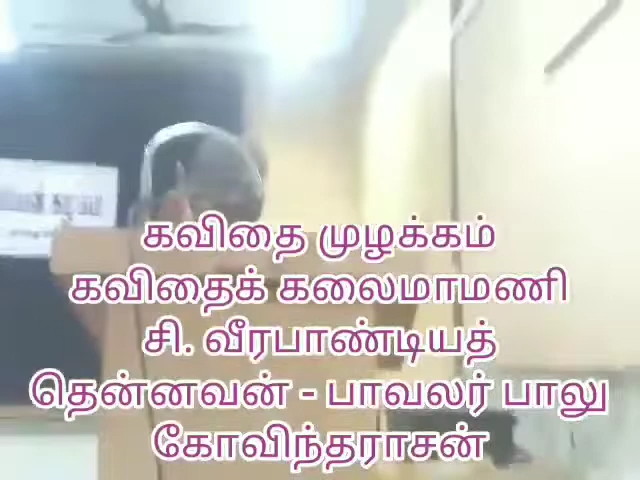 கவிதை முழக்கம்
கவிதைக் கலைமாமணி
சி. வீரபாண்டியத்
தென்னவன் - பாவலர் பாலு
கோவிந்தராசன்